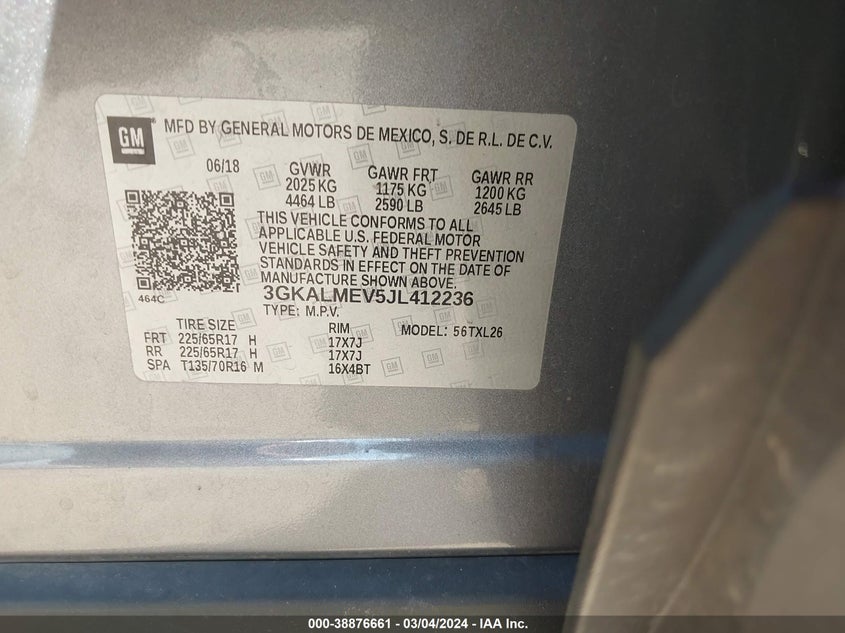 GM
MFD BY GENERAL MOTORS DE MEXICO, S. DE R.L. DE C.V.
06/18 GVWR GAWR FRT GAWR RR
2025 KG 1175 KG 1200 KG
4464 LB 2590 LB 2645 LB
THIS VEHICLE CONFORMS TO ALL
APPLICABLE U.S. FEDERAL MOTOR
VEHICLE SAFETY AND THEFT PREVENTION
STANDARDS IN EFFECT ON THE DATE OF
MANUFACTURE SHOWN ABOVE.
464C
3GKALMEV5JL412236
TYPE: M.P.V.
TIRE SIZE RIM MODEL: 56TXL26
FRT 225/65R17 H 17X7J
RR 225/65R17 H 17X7J
SPA T135/70R16 M 16X4BT
000-38876661 - 03/04/2024 - IAA Inc.